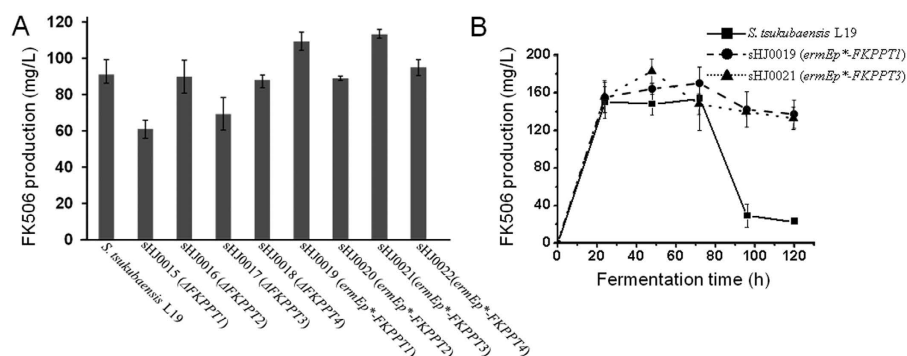 A
FK506 production (mg/L)
120
100
80
60
40
20
0
S. tsukubaensis L19
sHJ0015 (ΔFKPPT1)
sHJ0016 (ΔFKPPT2)
sHJ0017 (ΔFKPPT3)
sHJ0018 (ΔFKPPT4)
sHJ0019 (ermEp*-FKPPT1)
sHJ0020 (ermEp*-FKPPT2)
sHJ0021(ermEp*-FKPPT3)
sHJ0022(ermEp*-FKPPT4)
B
S. tsukubaensis L19
sHJ0019 (ermEp*-FKPPT1)
sHJ0021 (ermEp*-FKPPT3)
FK506 production (mg/L)
200
160
120
80
40
0
0 20 40 60 80 100 120
Fermentation time (h)